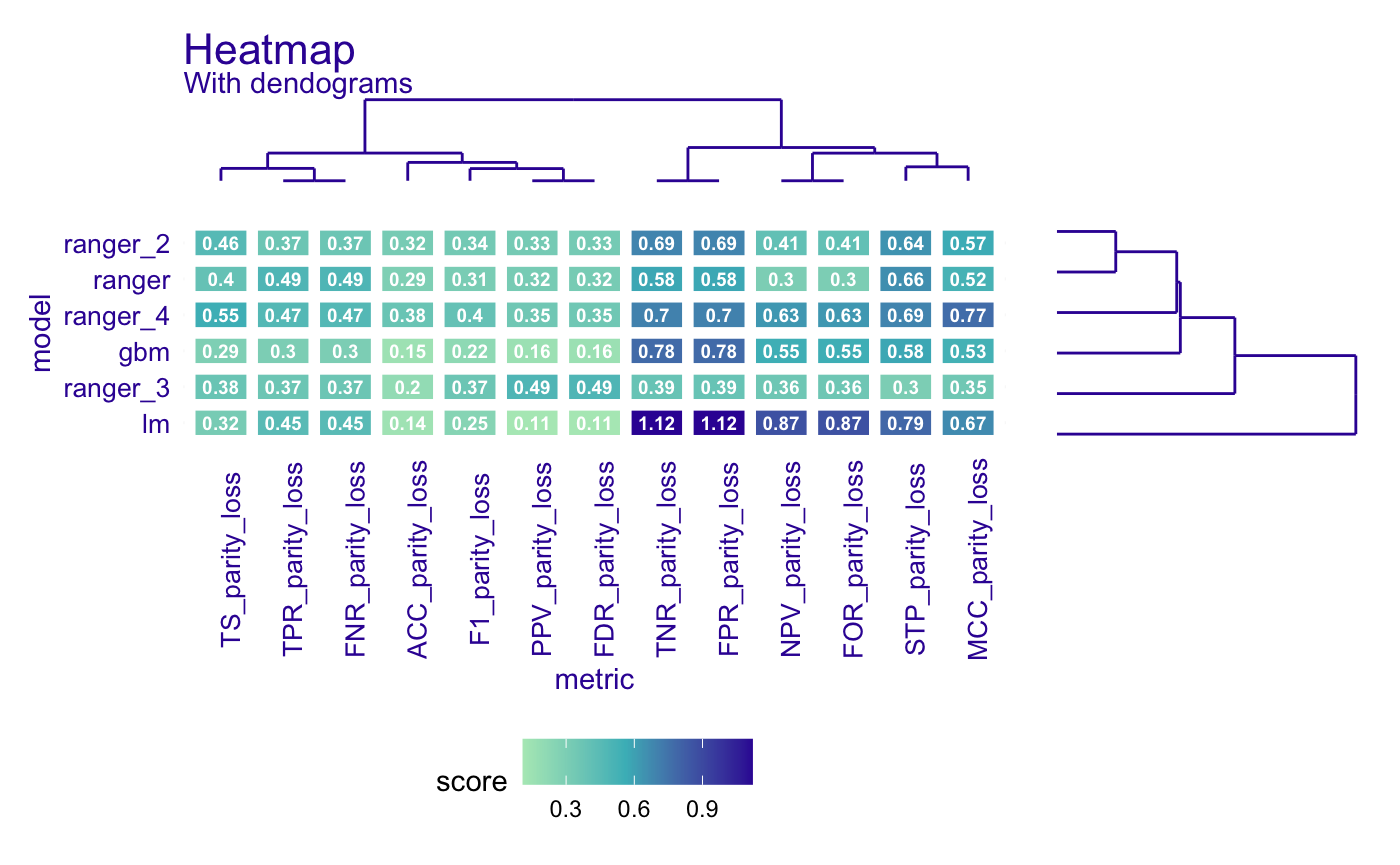 Heatmap
With dendograms
model
ranger_2 0.46 0.37 0.37 0.32 0.34 0.33 0.33 0.69 0.69 0.41 0.41 0.64 0.57
ranger 0.4 0.49 0.49 0.29 0.31 0.32 0.32 0.58 0.58 0.3 0.3 0.66 0.52
ranger_4 0.55 0.47 0.47 0.38 0.4 0.35 0.35 0.7 0.7 0.63 0.63 0.69 0.77
gbm 0.29 0.3 0.3 0.15 0.22 0.16 0.16 0.78 0.78 0.55 0.55 0.58 0.53
ranger_3 0.38 0.37 0.37 0.2 0.37 0.49 0.49 0.39 0.39 0.36 0.36 0.3 0.35
lm 0.32 0.45 0.45 0.14 0.25 0.11 0.11 1.12 1.12 0.87 0.87 0.79 0.67
TS_parity_loss
TPR_parity_loss
FNR_parity_loss
ACC_parity_loss
F1_parity_loss
PPV_parity_loss
FDR_parity_loss
TNR_parity_loss
FPR_parity_loss
NPV_parity_loss
FOR_parity_loss
STP_parity_loss
MCC_parity_loss
metric
score
0.3 0.6 0.9